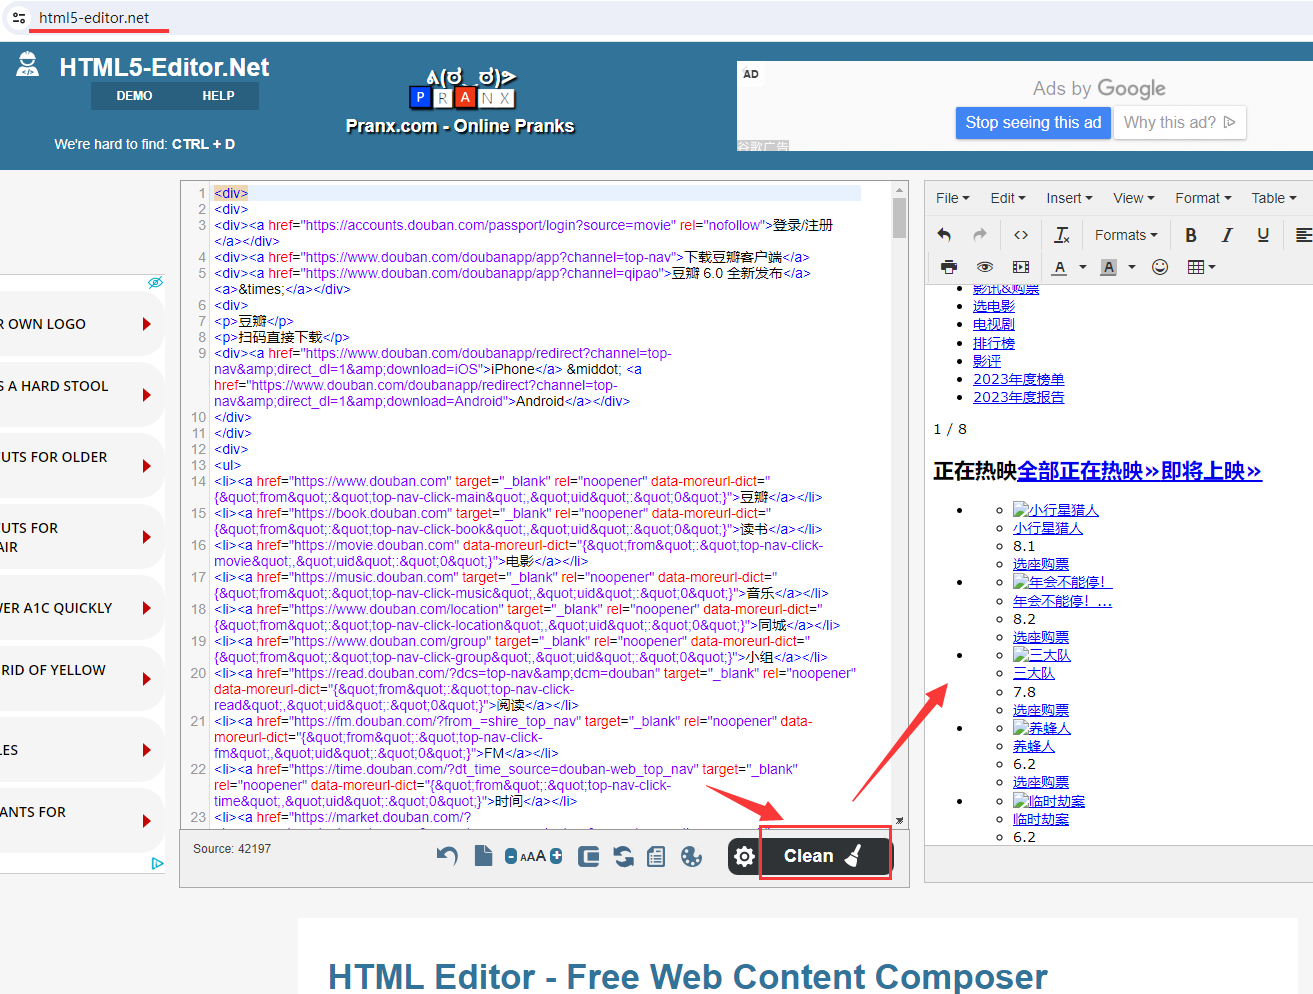 html5-editor.net
HTML5-Editor.Net
DEMO HELP
We're hard to find: CTRL + D
PRANX
Pranx.com - Online Pranks
AD
Ads by Google
Stop seeing this ad
Why this ad?
谷歌广告
R OWN LOGO
S A HARD STOOL
UTS FOR OLDER
CUTS FOR
AIR
VER A1C QUICKLY
RID OF YELLOW
LES
ANTS FOR
1 <div>
2 <div>
3 <div><a href="https://accounts.douban.com/passport/login?source=movie" rel="nofollow">登录/注册
</a></div>
4 <div><a href="https://www.douban.com/doubanapp/app?channel=top-nav">下载豆瓣客户端</a>
5 <div><a href="https://www.douban.com/doubanapp/app?channel=qipao">豆瓣 6.0 全新发布</a>
<a>&times;</a></div>
6 <div>
7 <p>豆瓣</p>
8 <p>扫码直接下载</p>
9 <div><a href="https://www.douban.com/doubanapp/redirect?channel=top-
nav&amp;direct_dl=1&amp;download=iOS">iPhone</a> &middot; <a
href="https://www.douban.com/doubanapp/redirect?channel=top-
nav&amp;direct_dl=1&amp;download=Android">Android</a></div>
10 </div>
11 </div>
12 <div>
13 <ul>
14 <li><a href="https://www.douban.com" target="_blank" rel="noopener" data-moreurl-dict="
{&quot;from&quot;:&quot;top-nav-click-main&quot;,&quot;uid&quot;:&quot;0&quot;}">豆瓣</a></li>
15 <li><a href="https://book.douban.com" target="_blank" rel="noopener" data-moreurl-dict="
{&quot;from&quot;:&quot;top-nav-click-book&quot;,&quot;uid&quot;:&quot;0&quot;}">读书</a></li>
16 <li><a href="https://movie.douban.com" data-moreurl-dict="{&quot;from&quot;:&quot;top-nav-click-
movie&quot;,&quot;uid&quot;:&quot;0&quot;}">电影</a></li>
17 <li><a href="https://music.douban.com" target="_blank" rel="noopener" data-moreurl-dict="
{&quot;from&quot;:&quot;top-nav-click-music&quot;,&quot;uid&quot;:&quot;0&quot;}">音乐</a></li>
18 <li><a href="https://www.douban.com/location" target="_blank" rel="noopener" data-moreurl-dict="
{&quot;from&quot;:&quot;top-nav-click-location&quot;,&quot;uid&quot;:&quot;0&quot;}">同城</a></li>
19 <li><a href="https://www.douban.com/group" target="_blank" rel="noopener" data-moreurl-dict="
{&quot;from&quot;:&quot;top-nav-click-group&quot;,&quot;uid&quot;:&quot;0&quot;}">小组</a></li>
20 <li><a href="https://read.douban.com/?dcs=top-nav&amp;dcm=douban" target="_blank" rel="noopener"
data-moreurl-dict="{&quot;from&quot;:&quot;top-nav-click-
read&quot;,&quot;uid&quot;:&quot;0&quot;}">阅读</a></li>
21 <li><a href="https://fm.douban.com/?from_=shire_top_nav" target="_blank" rel="noopener" data-
moreurl-dict="{&quot;from&quot;:&quot;top-nav-click-
fm&quot;,&quot;uid&quot;:&quot;0&quot;}">FM</a></li>
22 <li><a href="https://time.douban.com/?dt_time_source=douban-web_top_nav" target="_blank"
rel="noopener" data-moreurl-dict="{&quot;from&quot;:&quot;top-nav-click-
time&quot;,&quot;uid&quot;:&quot;0&quot;}">时间</a></li>
23 <li><a href="https://market.douban.com/?
Source: 42197
AAA
Clean
File Edit Insert View Format Table
Formats B I U
A A
影讯&购票
选电影
电视剧
排行榜
影评
2023年度榜单
2023年度报告
1 / 8
正在热映全部正在热映»即将上映»
小行星猎人
小行星猎人
8.1
选座购票
年会不能停！
年会不能停！...
8.2
选座购票
三大队
三大队
7.8
选座购票
养蜂人
养蜂人
6.2
选座购票
临时劫案
临时劫案
6.2
HTML Editor - Free Web Content Composer